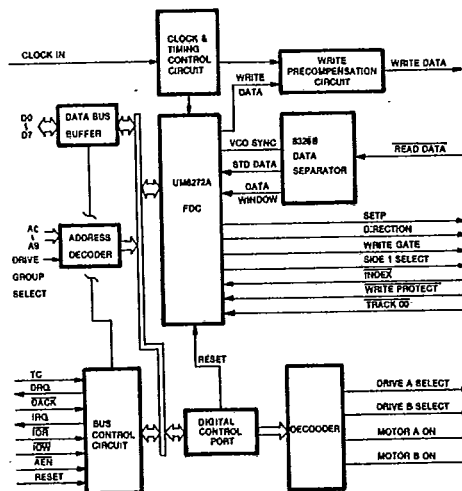 CLOCK IN
CLOCK &
TIMING
CONTROL
CIRCUIT
WRITE
PRECOMPENSATION
CIRCUIT
WRITE DATA
WRITE
DATA
D0
D7
DATA BUS
BUFFER
UM8272A
FDC
VCO SYNC
STD DATA
DATA
WINDOW
8326B
DATA
SEPARATOR
READ DATA
A0
A9
DRIVE
GROUP
SELECT
ADDRESS
DECODER
SETP
DIRECTION
WRITE GATE
SIDE 1 SELECT
INDEX
WRITE PROTECT
TRACK 00
RESET
TC
DRQ
DACK
IRQ
IOR
IOW
AEN
RESET
BUS
CONTROL
CIRCUIT
DIGITAL
CONTROL
PORT
DECOODER
DRIVE A SELECT
DRIVE B SELECT
MOTOR A ON
MOTOR B ON